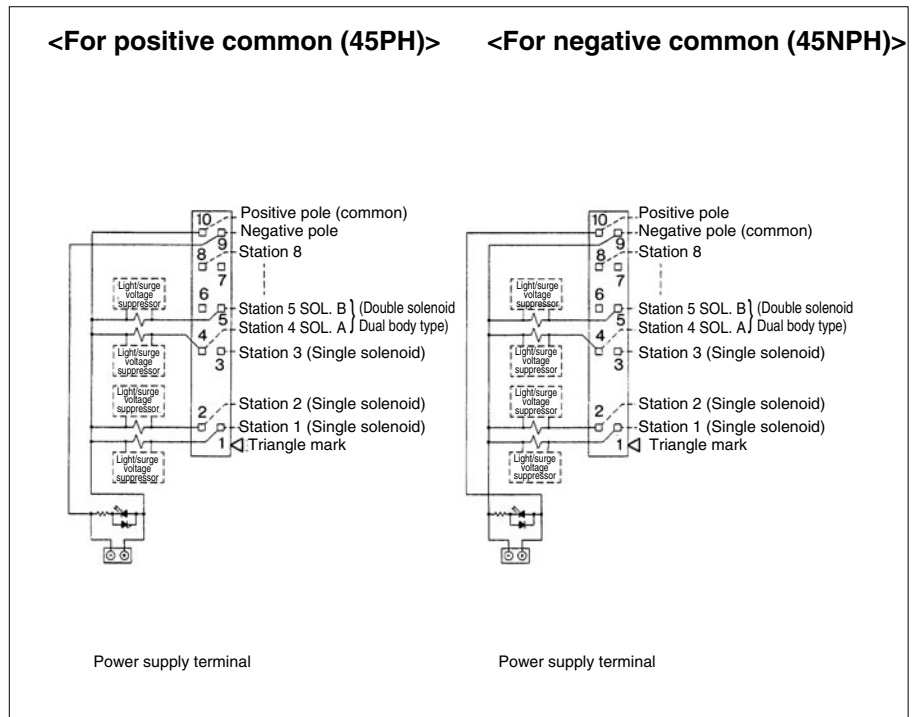 <For positive common (45PH)>
10
Positive pole (common)
Negative pole
9
8
Station 8
7
Light/surge
voltage
suppressor
6
Station 5 SOL. B
5
(Double solenoid
Dual body type)
Station 4 SOL. A
4
Station 3 (Single solenoid)
3
Light/surge
voltage
suppressor
Light/surge
voltage
suppressor
2
Station 2 (Single solenoid)
Station 1 (Single solenoid)
1
Triangle mark
Light/surge
voltage
suppressor
Power supply terminal
<For negative common (45NPH)>
10
Positive pole
Negative pole (common)
9
8
Station 8
7
Light/surge
voltage
suppressor
6
Station 5 SOL. B
5
(Double solenoid
Dual body type)
Station 4 SOL. A
4
Station 3 (Single solenoid)
3
Light/surge
voltage
suppressor
Light/surge
voltage
suppressor
2
Station 2 (Single solenoid)
Station 1 (Single solenoid)
1
Triangle mark
Light/surge
voltage
suppressor
Power supply terminal